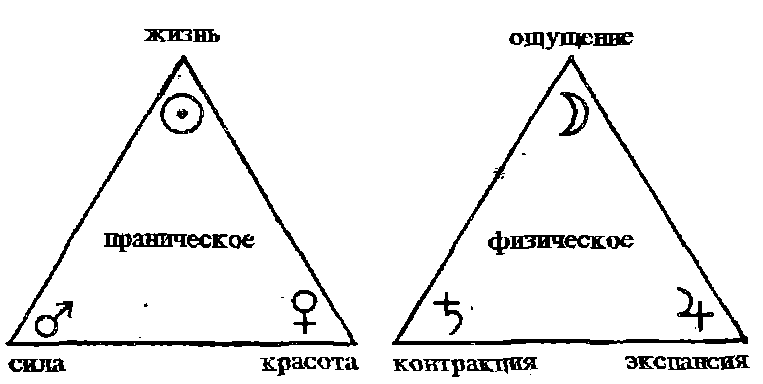 жизнь
ощущение
праническое
физическое
сила
красота
контракция
экспансия